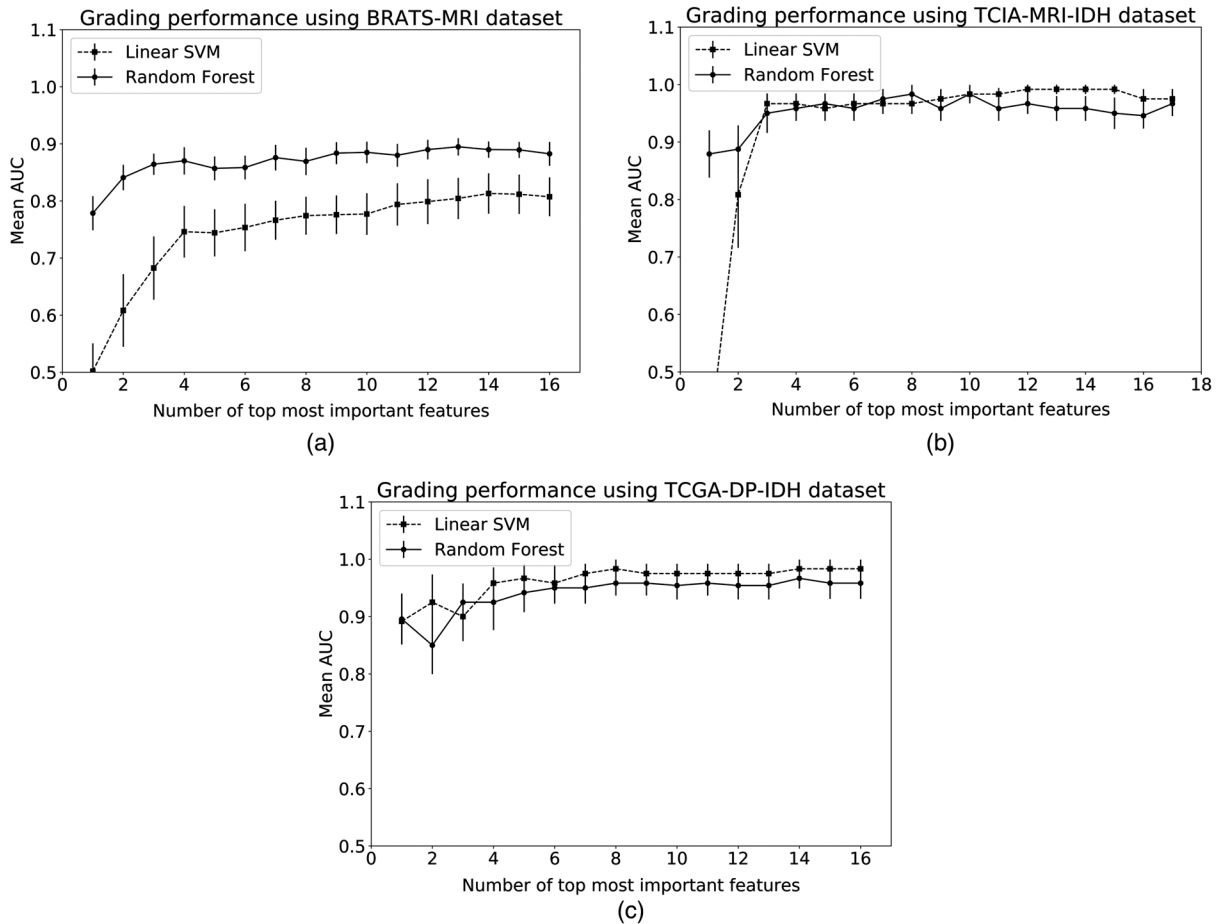 Grading performance using BRATS-MRI dataset
1.1
1.0
0.9
0.8
0.7
0.6
0.5
Mean AUC
Linear SVM
Random Forest
0 2 4 6 8 10 12 14 16
Number of top most important features
(a)
Grading performance using TCIA-MRI-IDH dataset
1.1
1.0
0.9
0.8
0.7
0.6
0.5
Mean AUC
Linear SVM
Random Forest
0 2 4 6 8 10 12 14 16 18
Number of top most important features
(b)
Grading performance using TCGA-DP-IDH dataset
1.1
1.0
0.9
0.8
0.7
0.6
0.5
Mean AUC
Linear SVM
Random Forest
0 2 4 6 8 10 12 14 16
Number of top most important features
(c)